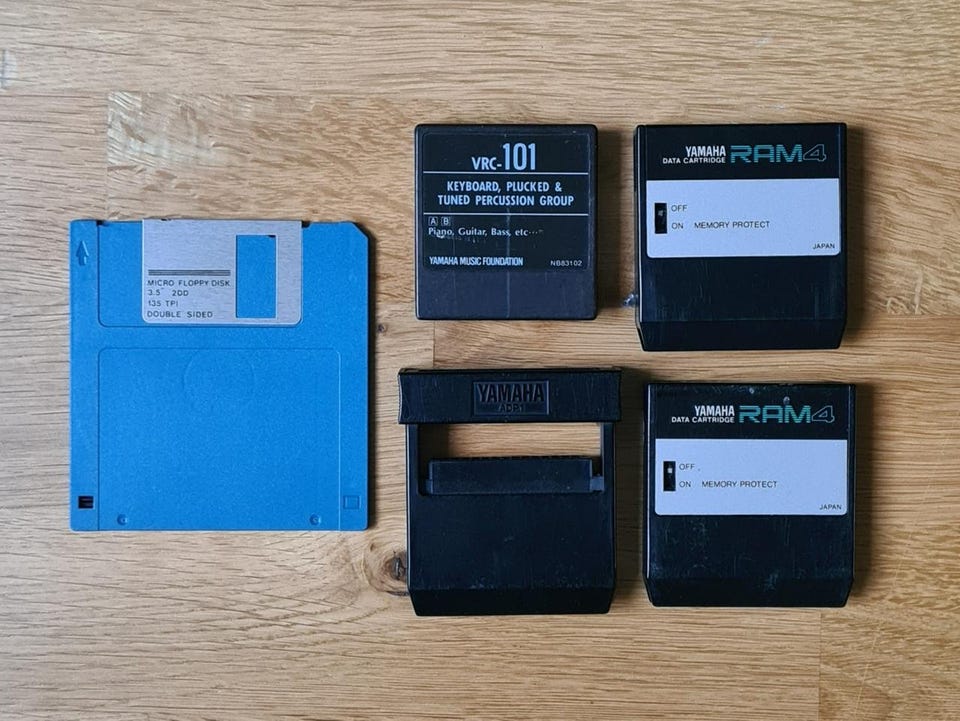 MICRO FLOPPY DISK
3.5" 2DD
135 TPI
DOUBLE SIDED
VRC-101
KEYBOARD, PLUCKED &
TUNED PERCUSSION GROUP
A B
Piano, Guitar, Bass, etc…
YAMAHA MUSIC FOUNDATION NB83102
YAMAHA
DATA CARTRIDGE RAM4
OFF
ON MEMORY PROTECT
JAPAN
YAMAHA
ADP1
YAMAHA
DATA CARTRIDGE RAM4
OFF
ON MEMORY PROTECT
JAPAN